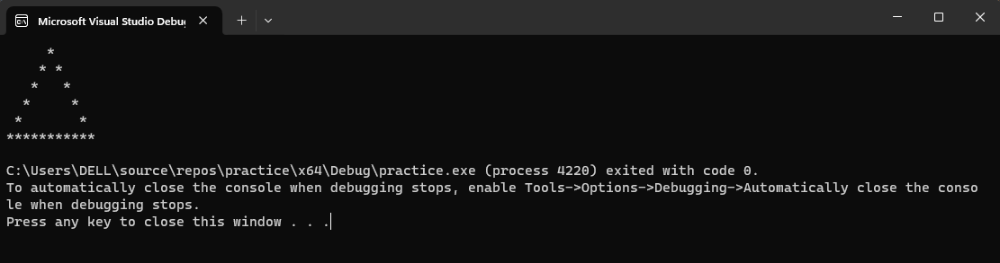 Microsoft Visual Studio Debug
     *
    * *
   *   *
  *     *
 *       *
***********
C:\Users\DELL\source\repos\practice\x64\Debug\practice.exe (process 4220) exited with code 0.
To automatically close the console when debugging stops, enable Tools->Options->Debugging->Automatically close the conso
le when debugging stops.
Press any key to close this window . . .